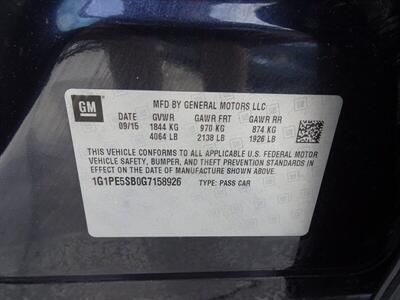 GM
MFD BY GENERAL MOTORS LLC
DATE GVWR GAWR FRT GAWR RR
09/15 1844 KG 970 KG 874 KG
4064 LB 2138 LB 1926 LB
THIS VEHICLE CONFORMS TO ALL APPLICABLE U.S. FEDERAL MOTOR
VEHICLE SAFETY, BUMPER, AND THEFT PREVENTION STANDARDS IN
EFFECT ON THE DATE OF MANUFACTURE SHOWN ABOVE.
1G1PE5SB0G7158926 TYPE: PASS CAR